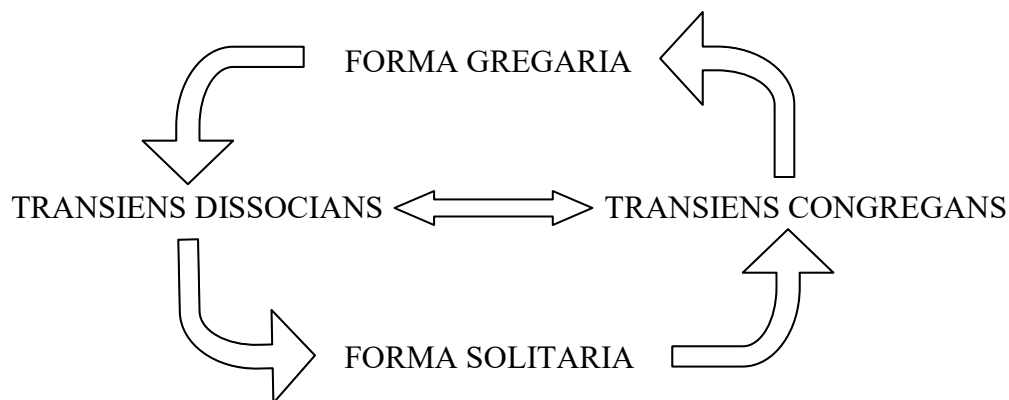 FORMA GREGARIA
TRANSIENS DISSOCIANS
TRANSIENS CONGREGANS
FORMA SOLITARIA